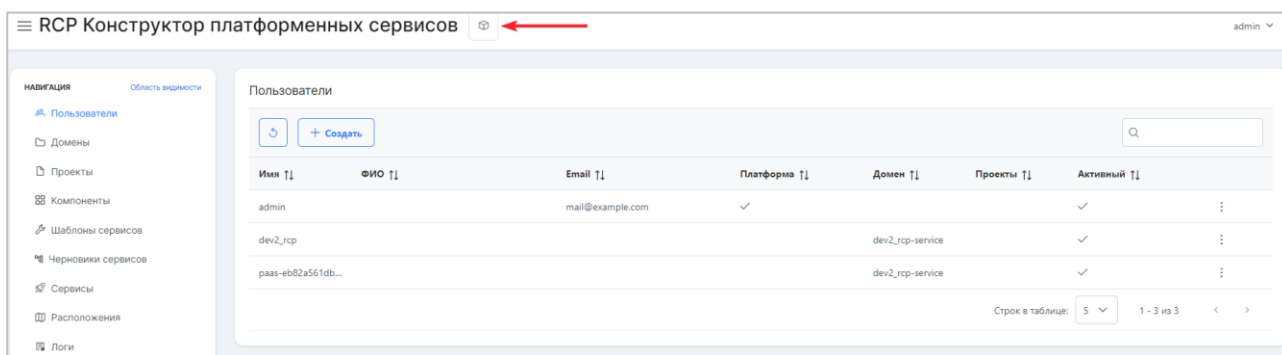 RCP Конструктор платформенных сервисов
admin
НАВИГАЦИЯ Область видимости
Пользователи
Домены
Проекты
Компоненты
Шаблоны сервисов
Черновики сервисов
Сервисы
Расположения
Логи
Пользователи
+ Создать
Имя ↑↓ ФИО ↑↓ Email ↑↓ Платформа ↑↓ Домен ↑↓ Проекты ↑↓ Активный ↑↓
admin mail@example.com
dev2_rcp dev2_rcp-service
paas-eb82a561db... dev2_rcp-service
Строк в таблице: 5 1 - 3 из 3